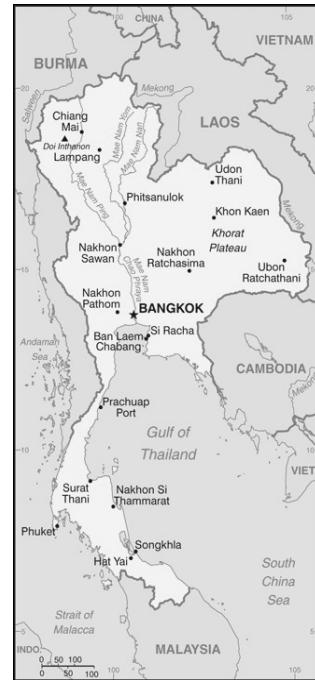 100
CHINA
105
VIETNAM
BURMA
20
Salween
Mekong
LAOS
Chiang
Mai
Doi Inthanon
Lampang
Mae Nam Yom
Mae Nam Nan
Mae Nam Ping
Udon
Thani
Phitsanulok
Khon Kaen
Mekong
Khorat
Plateau
Nakhon
Sawan
Mae Nam
Chao Phraya
Nakhon
Ratchasima
Ubon
Ratchathani
15
Nakhon
Pathom
BANGKOK
Si Racha
Ban Laem
Chabang
Andaman
Sea
CAMBODIA
Mekong
Prachuap
Port
Gulf of
Thailand
10
VIET
Surat
Thani
Nakhon Si
Thammarat
Phuket
Songkhla
Hat Yai
South
China
Sea
Strait of
Malacca
MALAYSIA
5
5
INDO.
0 50 100
0 50 100
100
105